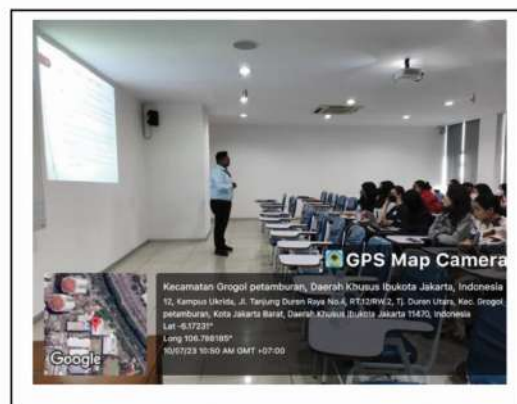 GPS Map Camera
Kecamatan Grogol petamburan, Daerah Khusus Ibukota Jakarta, Indonesia
12, Kampus Ukrida, Jl. Tanjung Duren Raya No.4, RT.12/RW.2, Tj. Duren Utara, Kec. Grogol
petamburan, Kota Jakarta Barat, Daerah Khusus Ibukota Jakarta 11470, Indonesia
Lat -6.17231°
Long 106.788185°
10/07/23 10:50 AM GMT +07:00
Google